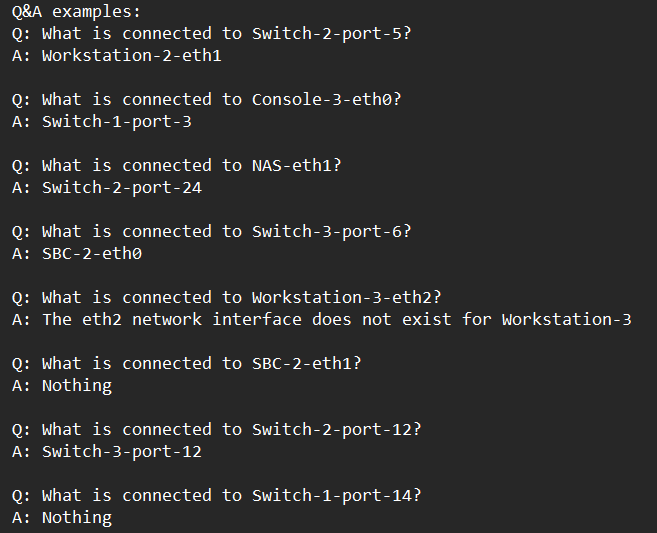 Q&A examples:
Q: What is connected to Switch-2-port-5?
A: Workstation-2-eth1

Q: What is connected to Console-3-eth0?
A: Switch-1-port-3

Q: What is connected to NAS-eth1?
A: Switch-2-port-24

Q: What is connected to Switch-3-port-6?
A: SBC-2-eth0

Q: What is connected to Workstation-3-eth2?
A: The eth2 network interface does not exist for Workstation-3

Q: What is connected to SBC-2-eth1?
A: Nothing

Q: What is connected to Switch-2-port-12?
A: Switch-3-port-12

Q: What is connected to Switch-1-port-14?
A: Nothing